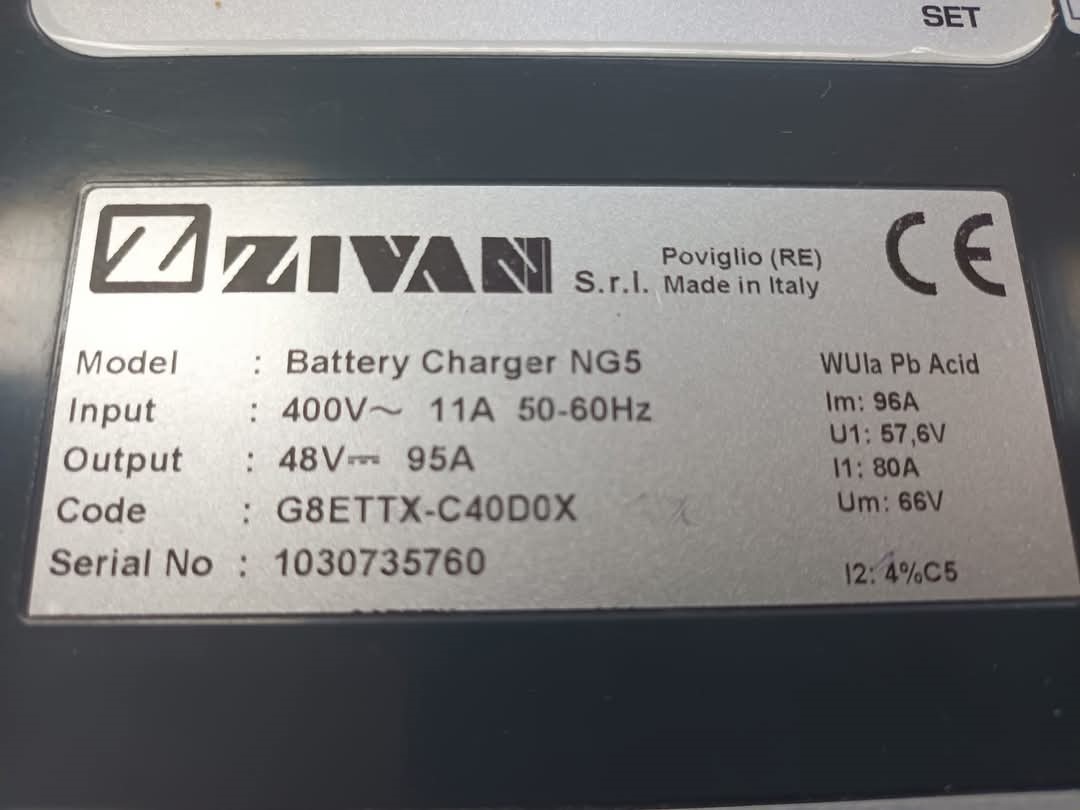 SET
ZIVAN S.r.l. Poviglio (RE)
Made in Italy
CE
Model : Battery Charger NG5
Input : 400V~ 11A 50-60Hz
Output : 48V⎓ 95A
Code : G8ETTX-C40D0X
Serial No : 1030735760
WUIa Pb Acid
Im: 96A
U1: 57,6V
I1: 80A
Um: 66V
I2: 4%C5